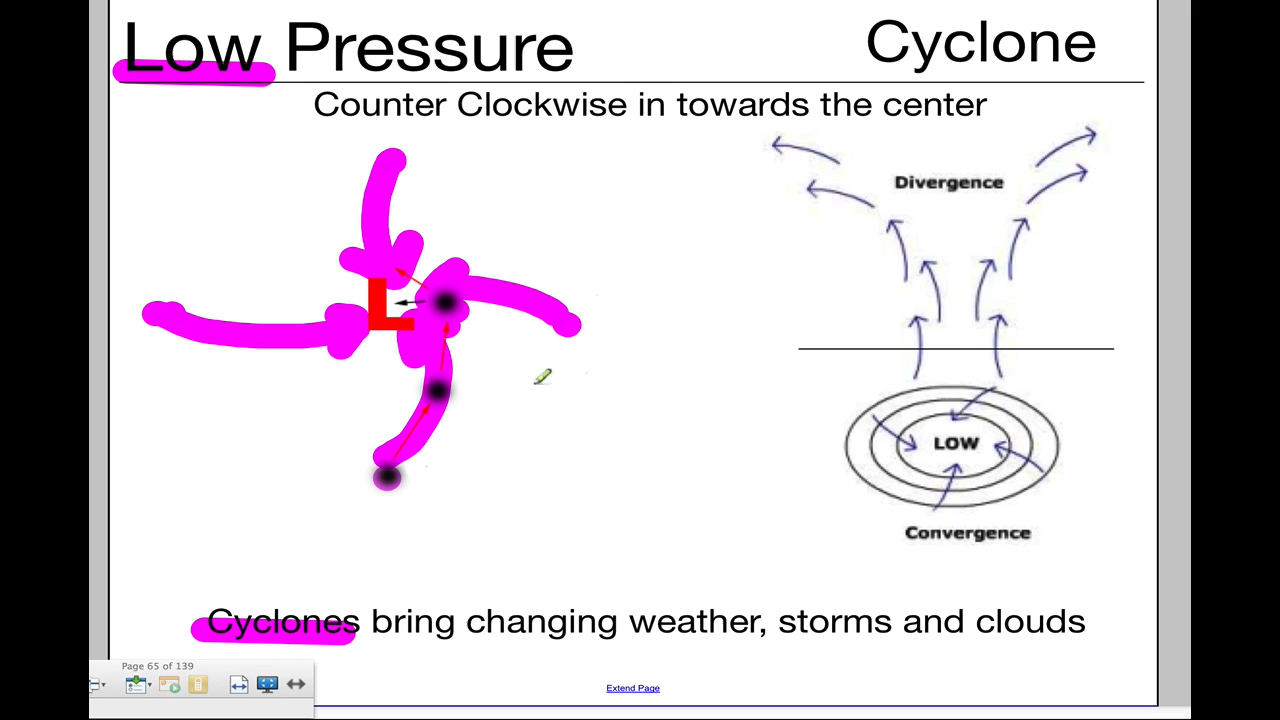 Low Pressure
Cyclone
Counter Clockwise in towards the center
Divergence
L
LOW
Convergence
Cyclones bring changing weather, storms and clouds
Page 65 of 139
Extend Page